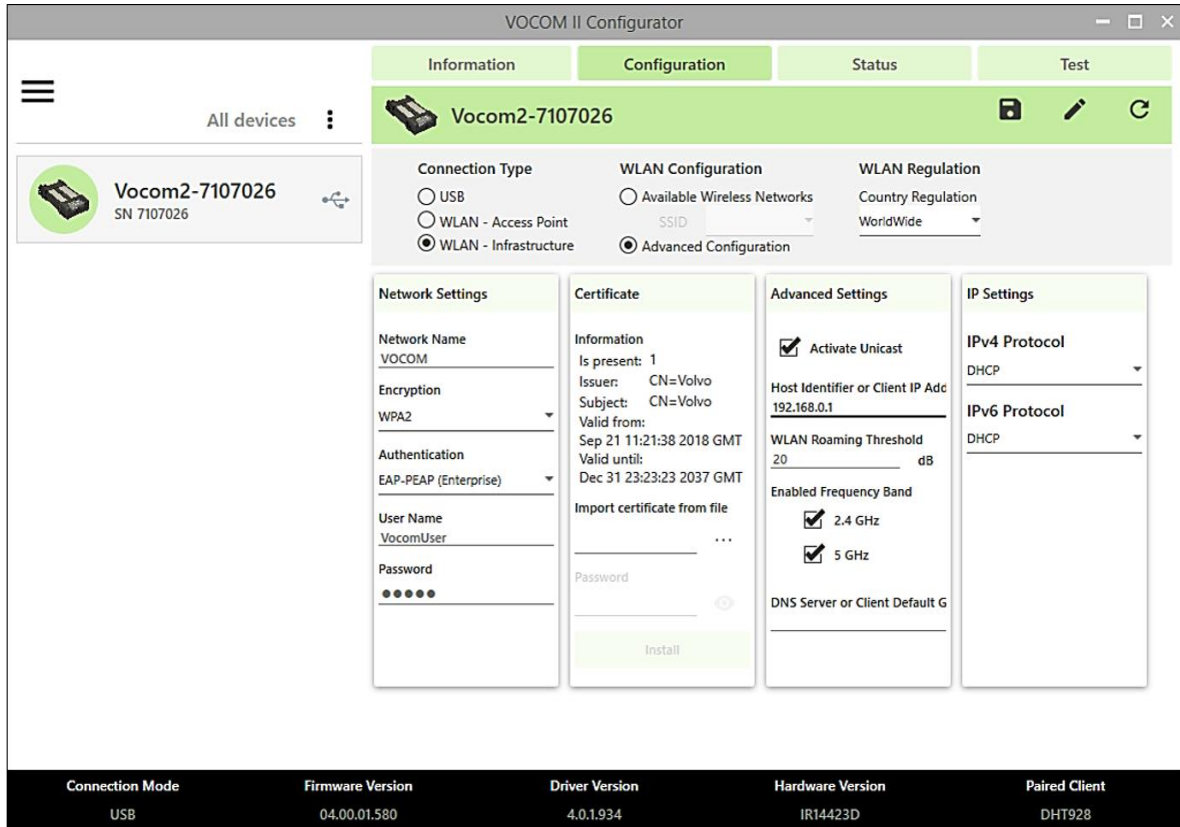 VOCOM II Configurator
Information Configuration Status Test
All devices
Vocom2-7107026
Vocom2-7107026
SN 7107026
Connection Type
USB
WLAN - Access Point
WLAN - Infrastructure
WLAN Configuration
Available Wireless Networks
SSID
Advanced Configuration
WLAN Regulation
Country Regulation
WorldWide
Network Settings
Network Name
VOCOM
Encryption
WPA2
Authentication
EAP-PEAP (Enterprise)
User Name
VocomUser
Password
●●●●●
Certificate
Information
Is present: 1
Issuer: CN=Volvo
Subject: CN=Volvo
Valid from:
Sep 21 11:21:38 2018 GMT
Valid until:
Dec 31 23:23:23 2037 GMT
Import certificate from file
...
Password
Install
Advanced Settings
Activate Unicast
Host Identifier or Client IP Add
192.168.0.1
WLAN Roaming Threshold
20 dB
Enabled Frequency Band
2.4 GHz
5 GHz
DNS Server or Client Default G
IP Settings
IPv4 Protocol
DHCP
IPv6 Protocol
DHCP
Connection Mode Firmware Version Driver Version Hardware Version Paired Client
USB 04.00.01.580 4.0.1.934 IR14423D DHT928